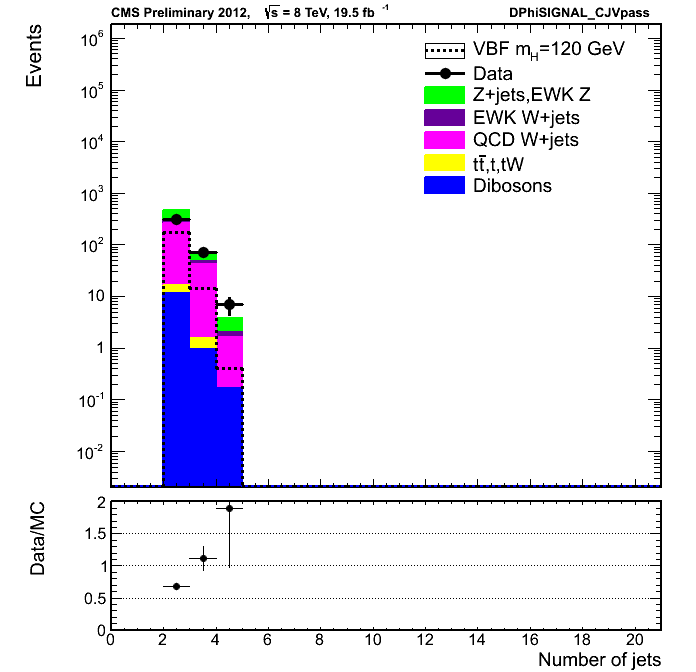 CMS Preliminary 2012, √s = 8 TeV, 19.5 fb⁻¹ DPhiSIGNAL_CJVpass
Events
10⁶
10⁵
10⁴
10³
10²
10
1
10⁻¹
10⁻²
VBF m_H=120 GeV
Data
Z+jets,EWK Z
EWK W+jets
QCD W+jets
tt̄,t,tW
Dibosons
Data/MC
2
1.5
1
0.5
0
0 2 4 6 8 10 12 14 16 18 20
Number of jets